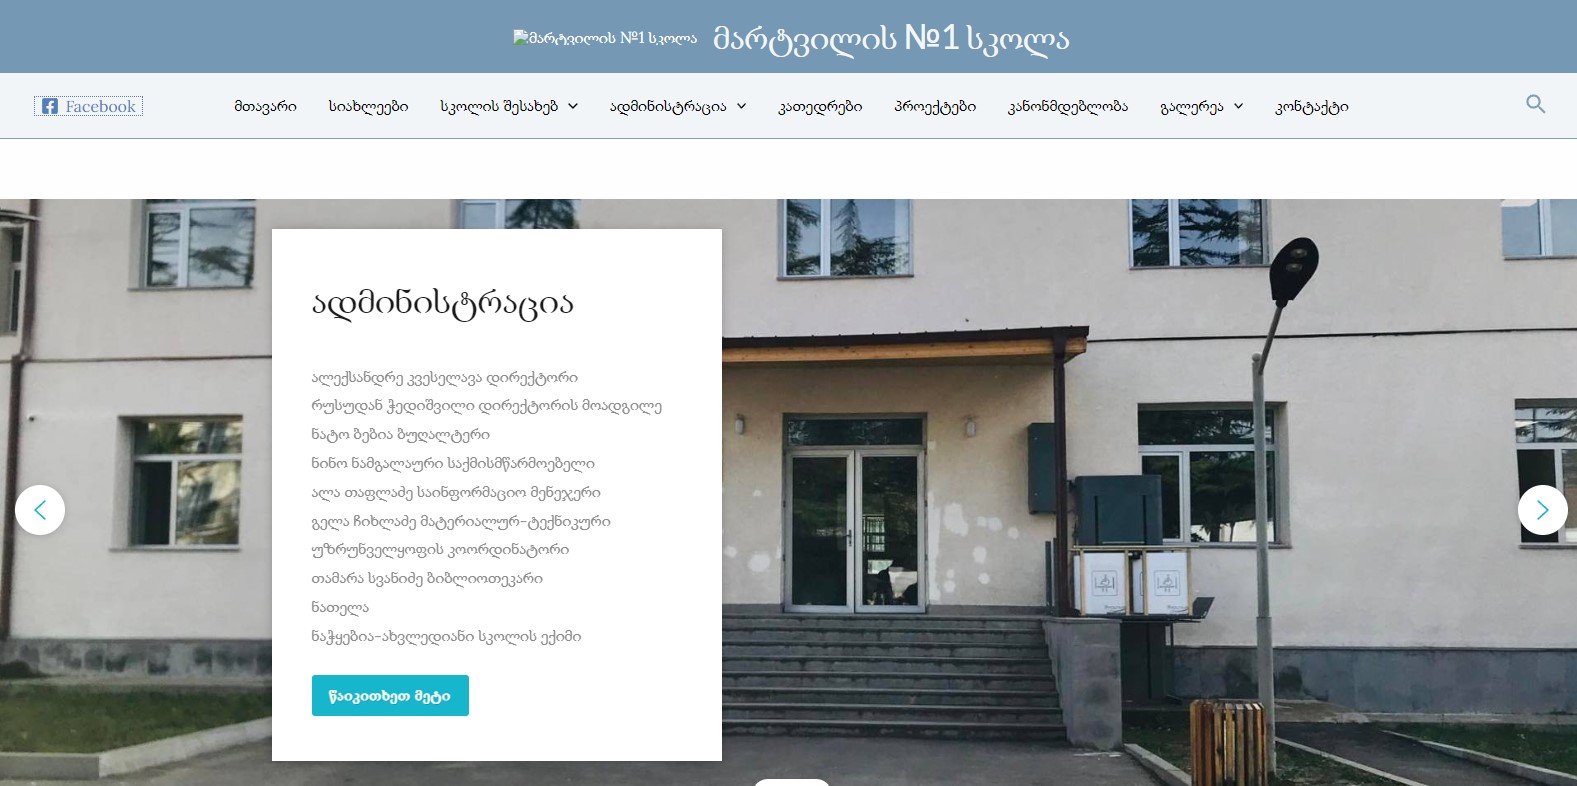 მარტვილის №1 სკოლა
მარტვილის №1 სკოლა
Facebook
მთავარი
სიახლეები
სკოლის შესახებ
ადმინისტრაცია
კათედრები
პროექტები
კანონმდებლობა
გალერეა
კონტაქტი
ადმინისტრაცია
ალექსანდრე კვესელავა დირექტორი
რუსუდან ჭედიშვილი დირექტორის მოადგილე
ნატო ბებია ბუღალტერი
ნინო ნამგალაური საქმისმწარმოებელი
ალა თაფლაძე საინფორმაციო მენეჯერი
გელა ჩიხლაძე მატერიალურ-ტექნიკური
უზრუნველყოფის კოორდინატორი
თამარა სვანიძე ბიბლიოთეკარი
ნათელა
ნაჭყებია-ახვლედიანი სკოლის ექიმი
წაიკითხეთ მეტი